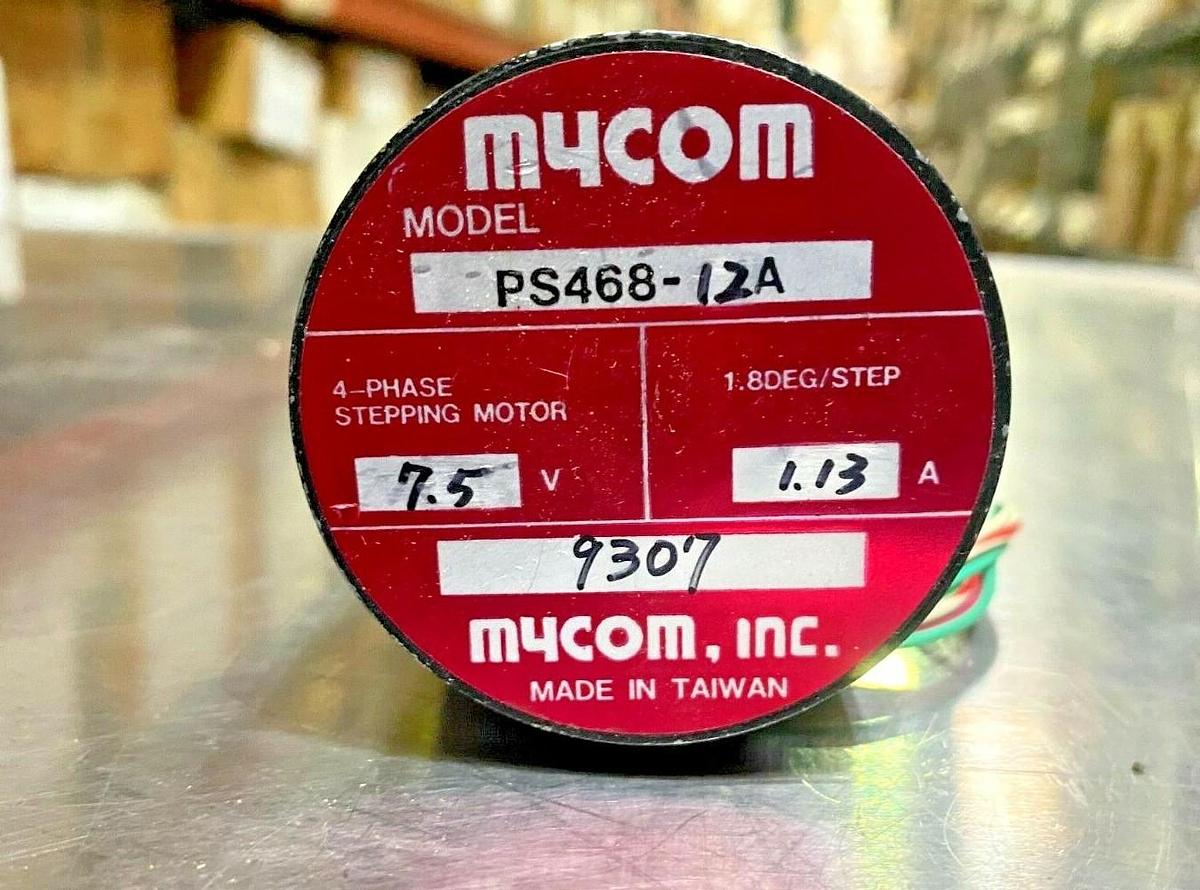 mycom
MODEL
PS468-12A
4-PHASE
STEPPING MOTOR
1.8DEG/STEP
7.5 V
1.13 A
9307
mycom, inc.
MADE IN TAIWAN